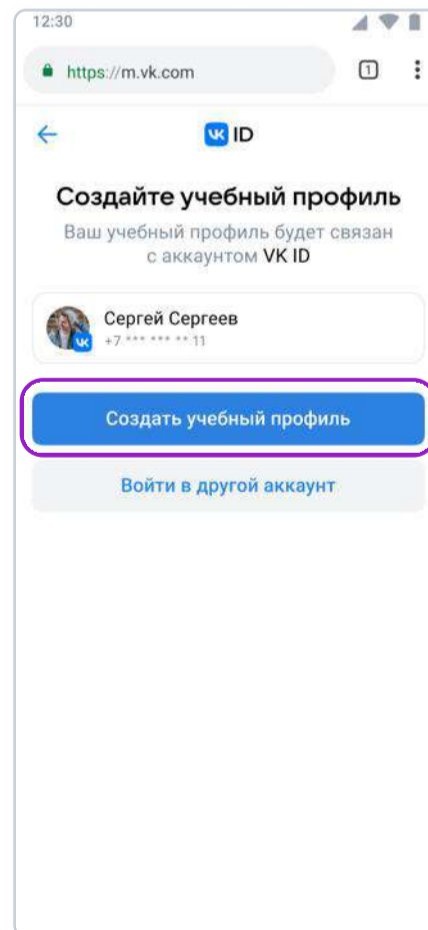 12:30
https://m.vk.com
1
VK ID
Создайте учебный профиль
Ваш учебный профиль будет связан
с аккаунтом VK ID
Сергей Сергеев
VK
+7 *** *** ** 11
Создать учебный профиль
Войти в другой аккаунт